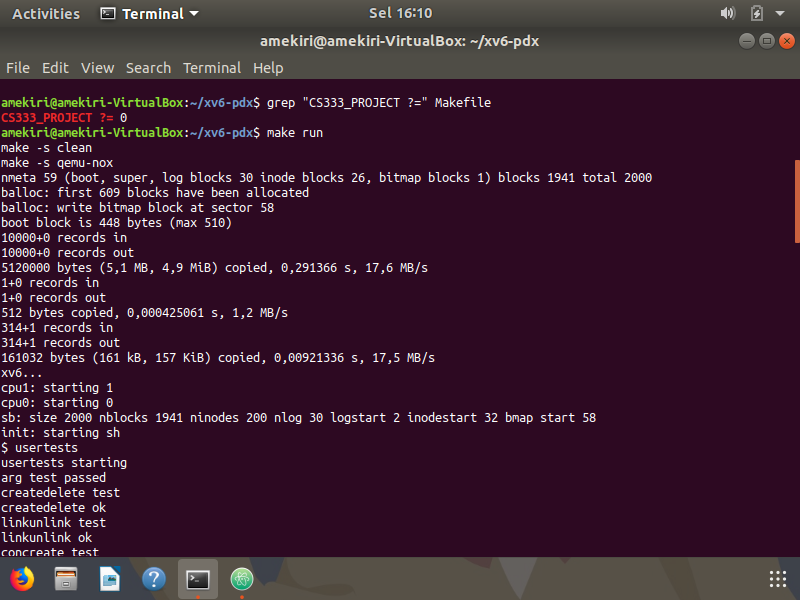 Activities Terminal Sel 16:10
amekiri@amekiri-VirtualBox: ~/xv6-pdx
File Edit View Search Terminal Help
amekiri@amekiri-VirtualBox:~/xv6-pdx$ grep "CS333_PROJECT ?=" Makefile
CS333_PROJECT ?= 0
amekiri@amekiri-VirtualBox:~/xv6-pdx$ make run
make -s clean
make -s qemu-nox
nmeta 59 (boot, super, log blocks 30 inode blocks 26, bitmap blocks 1) blocks 1941 total 2000
balloc: first 609 blocks have been allocated
balloc: write bitmap block at sector 58
boot block is 448 bytes (max 510)
10000+0 records in
10000+0 records out
5120000 bytes (5,1 MB, 4,9 MiB) copied, 0,291366 s, 17,6 MB/s
1+0 records in
1+0 records out
512 bytes copied, 0,000425061 s, 1,2 MB/s
314+1 records in
314+1 records out
161032 bytes (161 kB, 157 KiB) copied, 0,00921336 s, 17,5 MB/s
xv6...
cpu1: starting 1
cpu0: starting 0
sb: size 2000 nblocks 1941 ninodes 200 nlog 30 logstart 2 inodestart 32 bmap start 58
init: starting sh
$ usertests
usertests starting
arg test passed
createdelete test
createdelete ok
linkunlink test
linkunlink ok
concreate test